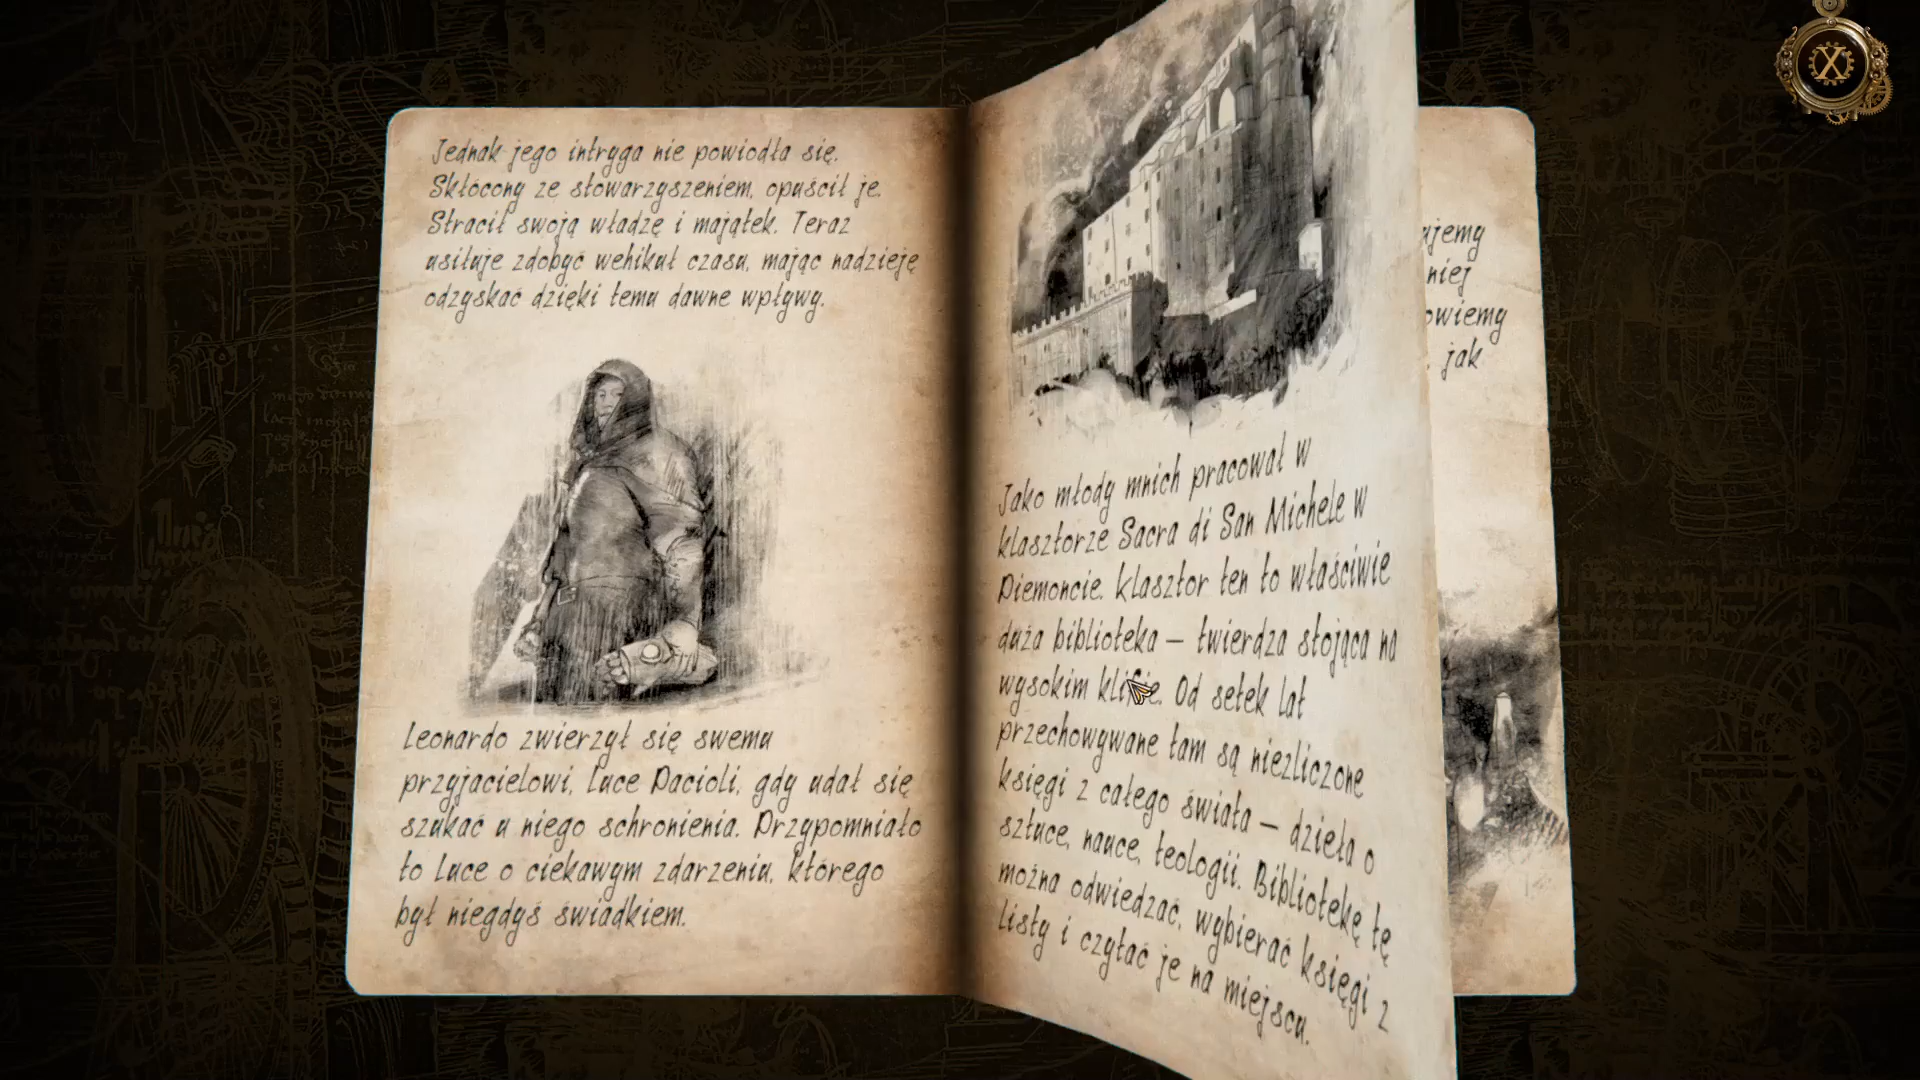 Jednak jego intryga nie powiodła się.
Skłócony ze stowarzyszeniem, opuścił je.
Stracił swoją władzę i majątek. Teraz
usiłuje zdobyć wehikuł czasu, mając nadzieję
odzyskać dzięki temu dawne wpływy.
Leonardo zwierzył się swemu
przyjacielowi, Luce Pacioli, gdy udał się
szukać u niego schronienia. Przypomniało
to Luce o ciekawym zdarzeniu, którego
był niegdyś świadkiem.
Jako młody mnich pracował w
klasztorze Sacra di San Michele w
Piemoncie. Klasztor ten to właściwie
duża biblioteka – twierdza stojąca na
wysokim klifie. Od setek lat
przechowywane tam są niezliczone
księgi z całego świata – dzieła o
sztuce, nauce, teologii. Bibliotekę tę
można odwiedzać, wybierać księgi z
listy i czytać je na miejscu.
jak